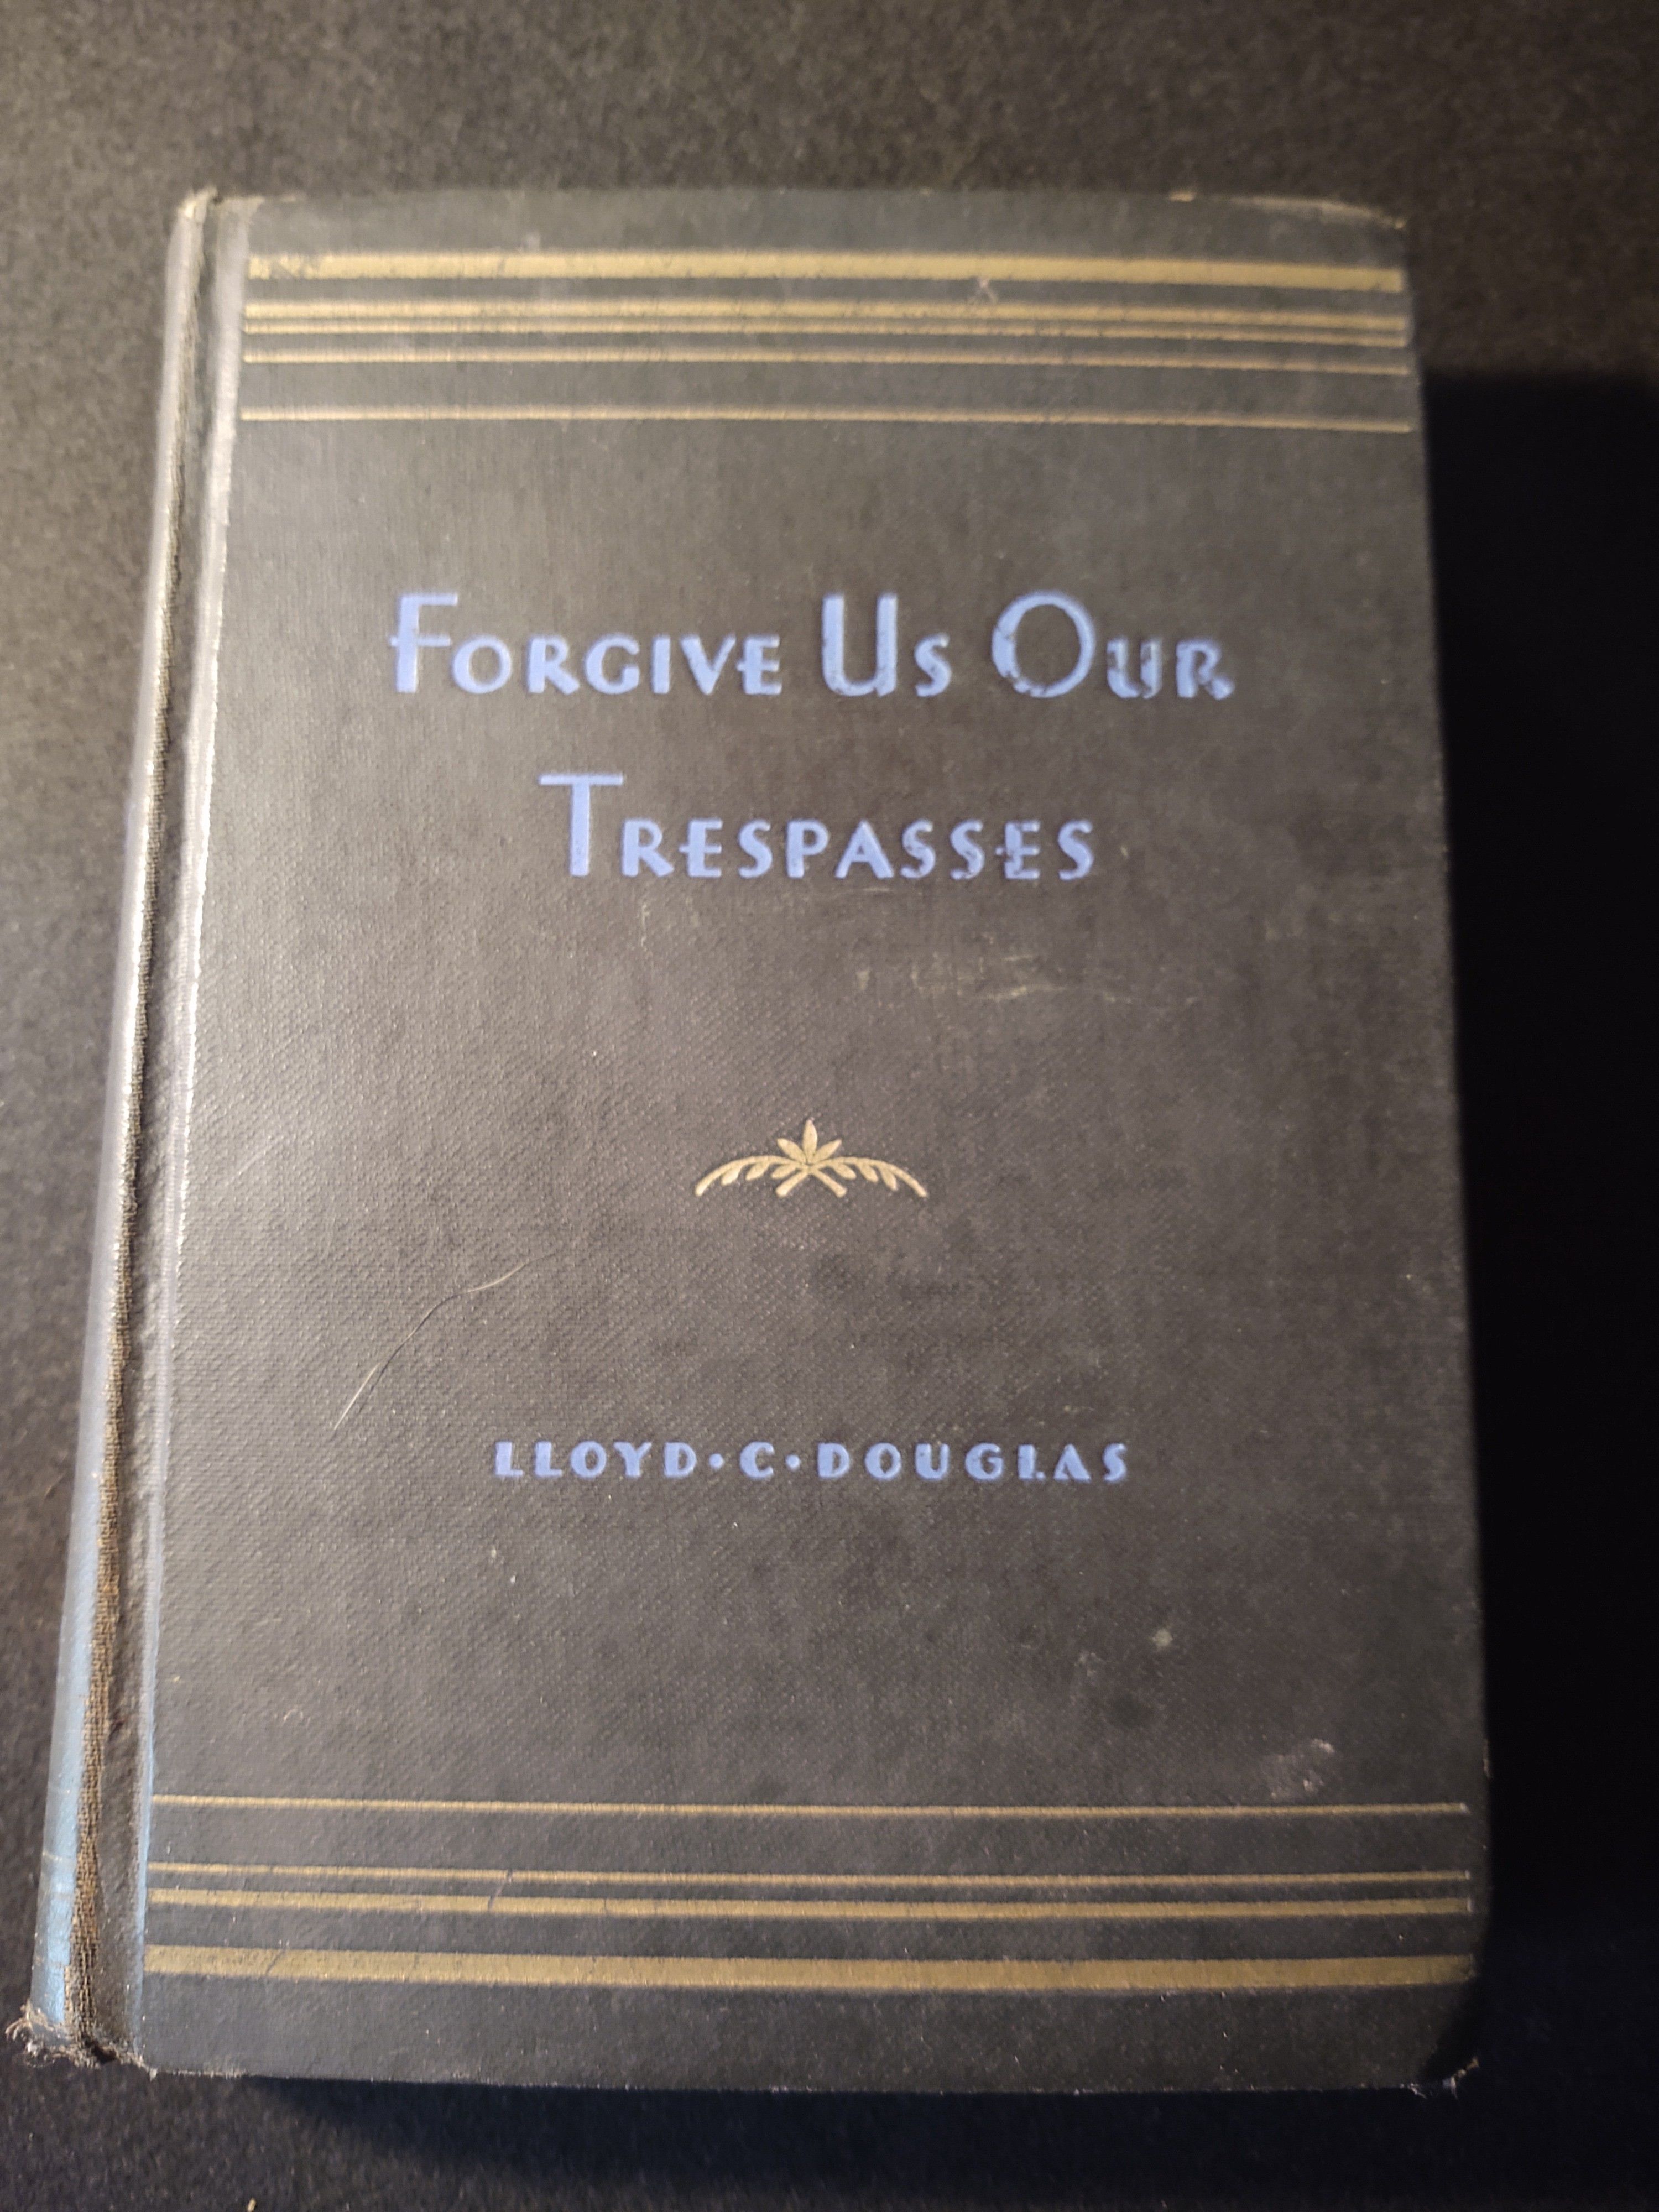 FORGIVE US OUR
TRESPASSES
LLOYD·C·DOUGLAS